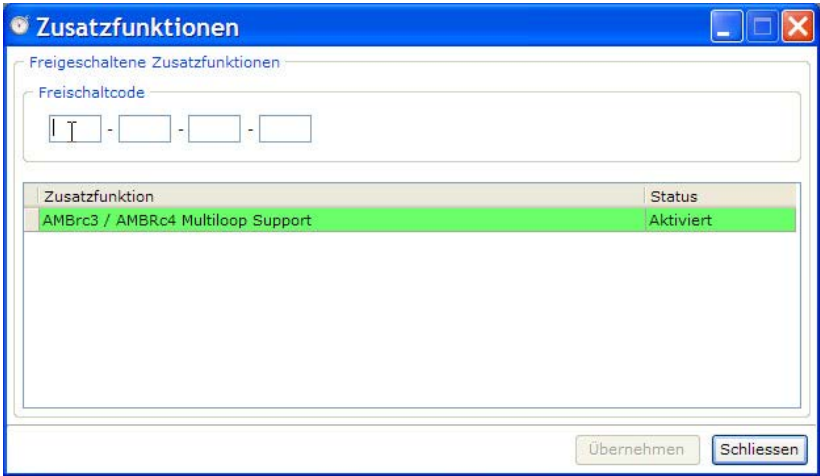 Zusatzfunktionen
Freigeschaltene Zusatzfunktionen
Freischaltcode
- - -
Zusatzfunktion Status
AMBrc3 / AMBRc4 Multiloop Support Aktiviert
Übernehmen Schliessen